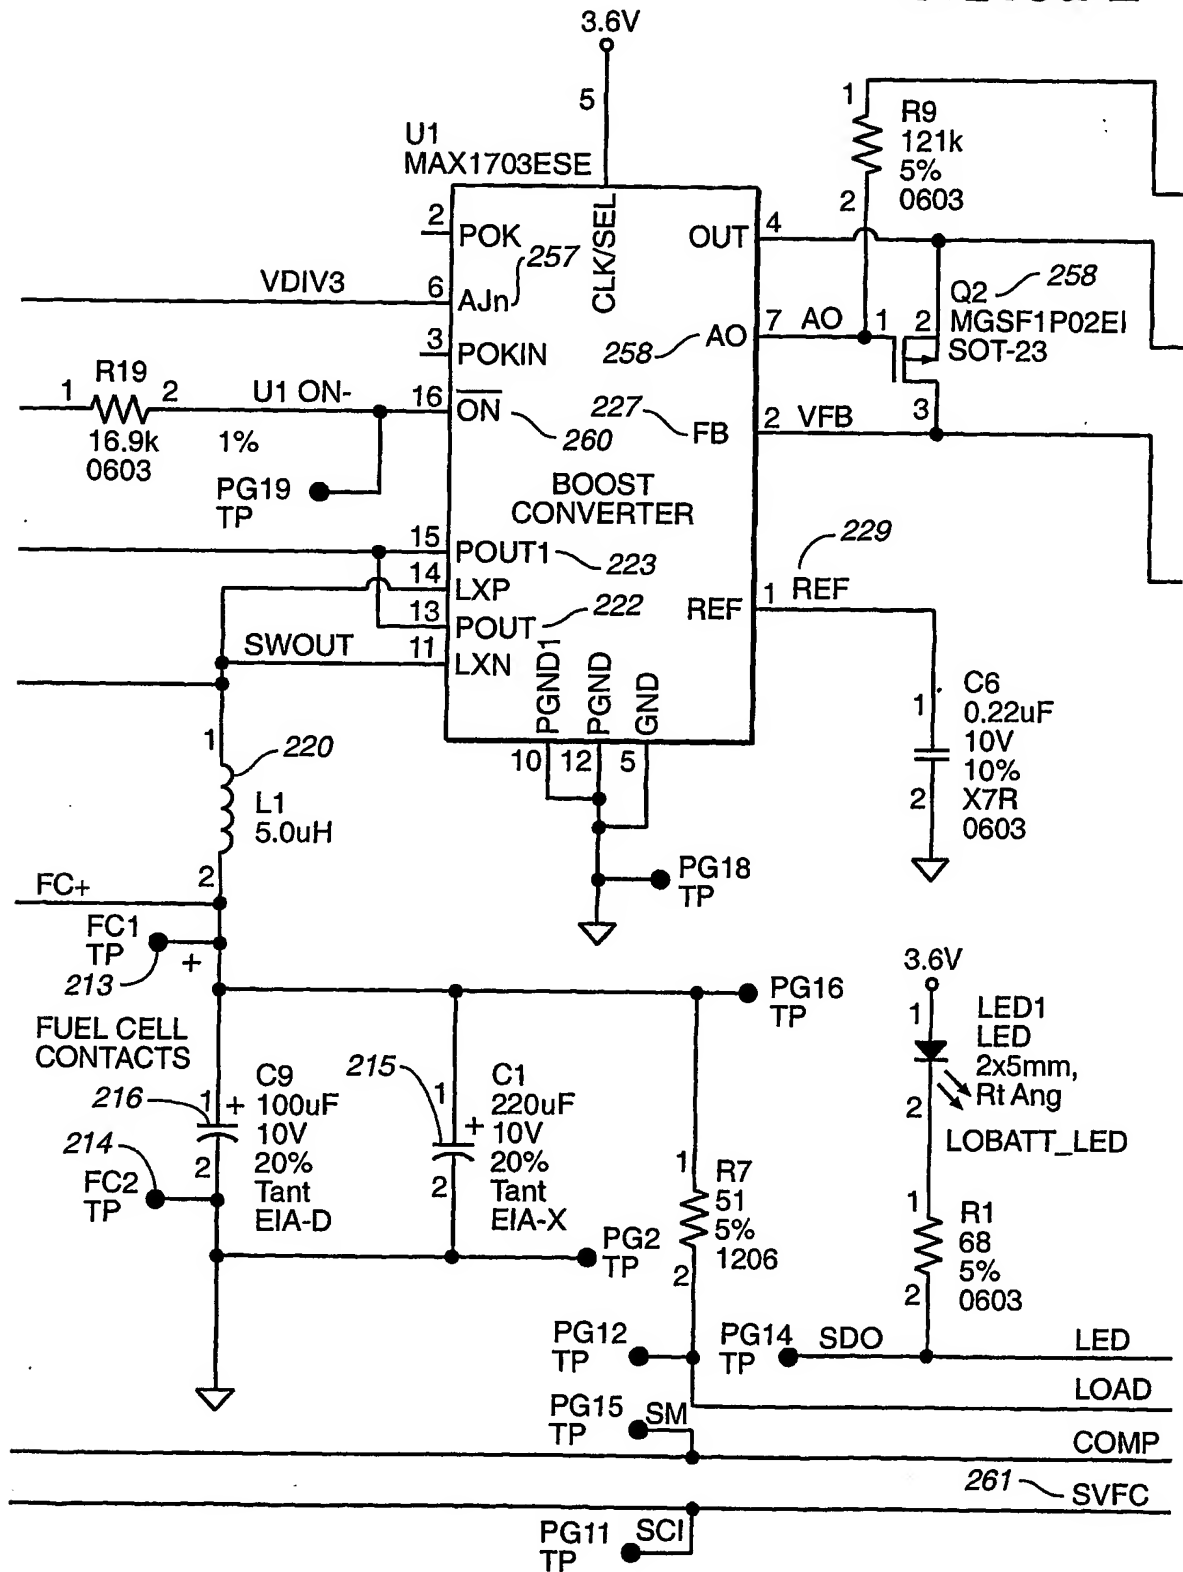 3.6V
5
U1
MAX1703ESE
1
R9
121k
5%
0603
2
2
POK
CLK/SEL
OUT
4
257
VDIV3
6
AJn
Q2
258
MGSF1P02EI
SOT-23
7
AO
1
2
258
AO
3
POKIN
3
R19
1
2
U1 ON-
16
ON
16.9k
0603
1%
260
227
FB
2
VFB
PG19
TP
BOOST
CONVERTER
15
POUT1
223
229
14
LXP
13
POUT
222
REF
1
REF
SWOUT
11
LXN
PGND1
PGND
GND
10
12
5
1
220
L1
5.0uH
2
1
C6
0.22uF
10V
10%
X7R
0603
2
FC+
PG18
TP
FC1
TP
+
213
3.6V
PG16
TP
FUEL CELL
CONTACTS
1
LED1
LED
2x5mm,
Rt Ang
2
LOBATT_LED
216
1
+
C9
100uF
10V
20%
Tant
EIA-D
2
215
1
+
C1
220uF
10V
20%
Tant
EIA-X
2
214
FC2
TP
1
R7
51
5%
1206
2
1
R1
68
5%
0603
2
PG2
TP
PG12
TP
PG14
TP
SDO
LED
LOAD
PG15
TP
SM
COMP
261
SVFC
PG11
TP
SCI